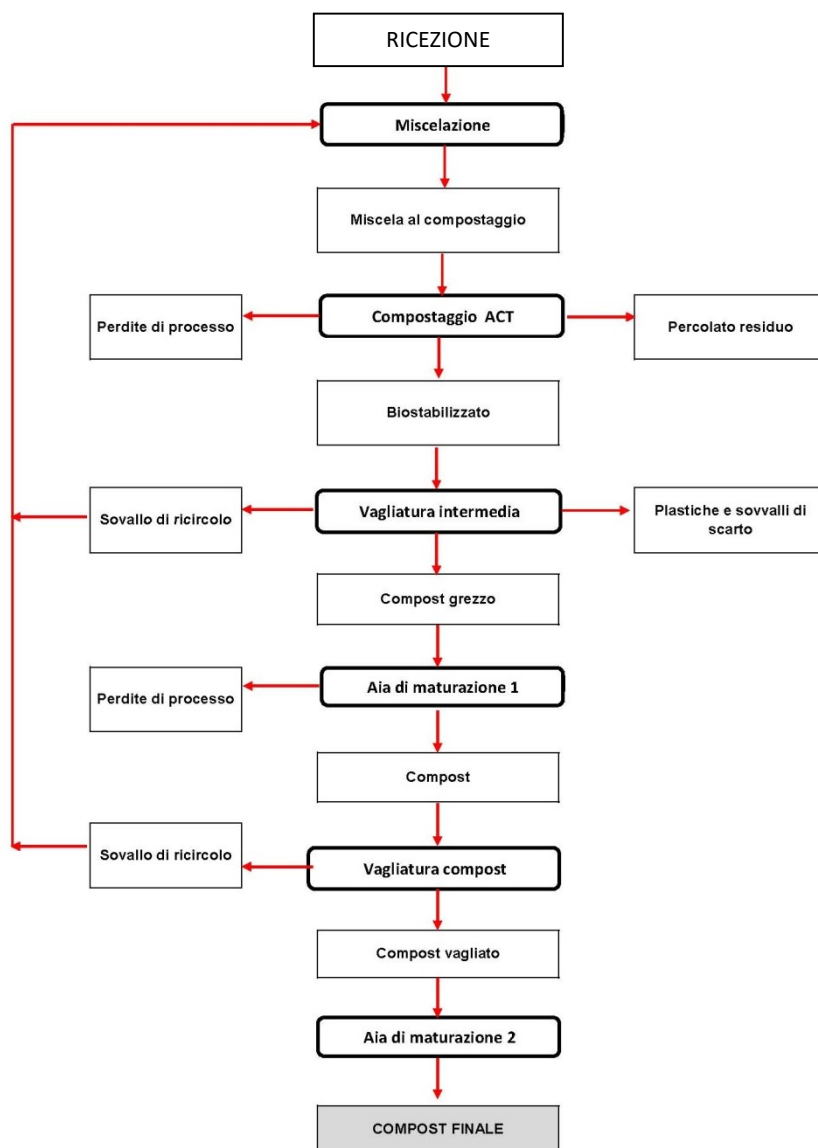 RICEZIONE
Miscelazione
Miscela al compostaggio
Perdite di processo
Compostaggio ACT
Percolato residuo
Biostabilizzato
Sovallo di ricircolo
Vagliatura intermedia
Plastiche e sovvalli di
scarto
Compost grezzo
Perdite di processo
Aia di maturazione 1
Compost
Sovallo di ricircolo
Vagliatura compost
Compost vagliato
Aia di maturazione 2
COMPOST FINALE